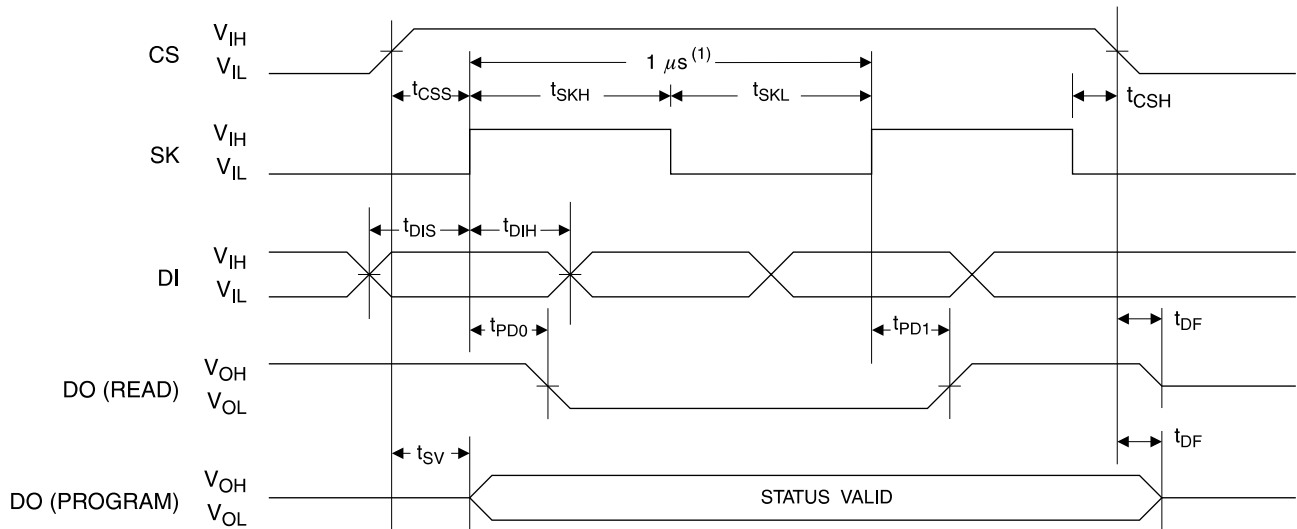 CS
VIH
VIL
1 μs(1)
tCSS
tSKH
tSKL
tCSH
SK
VIH
VIL
tDIS
tDIH
DI
VIH
VIL
tPD0
tPD1
tDF
DO (READ)
VOH
VOL
tSV
tDF
DO (PROGRAM)
VOH
VOL
STATUS VALID